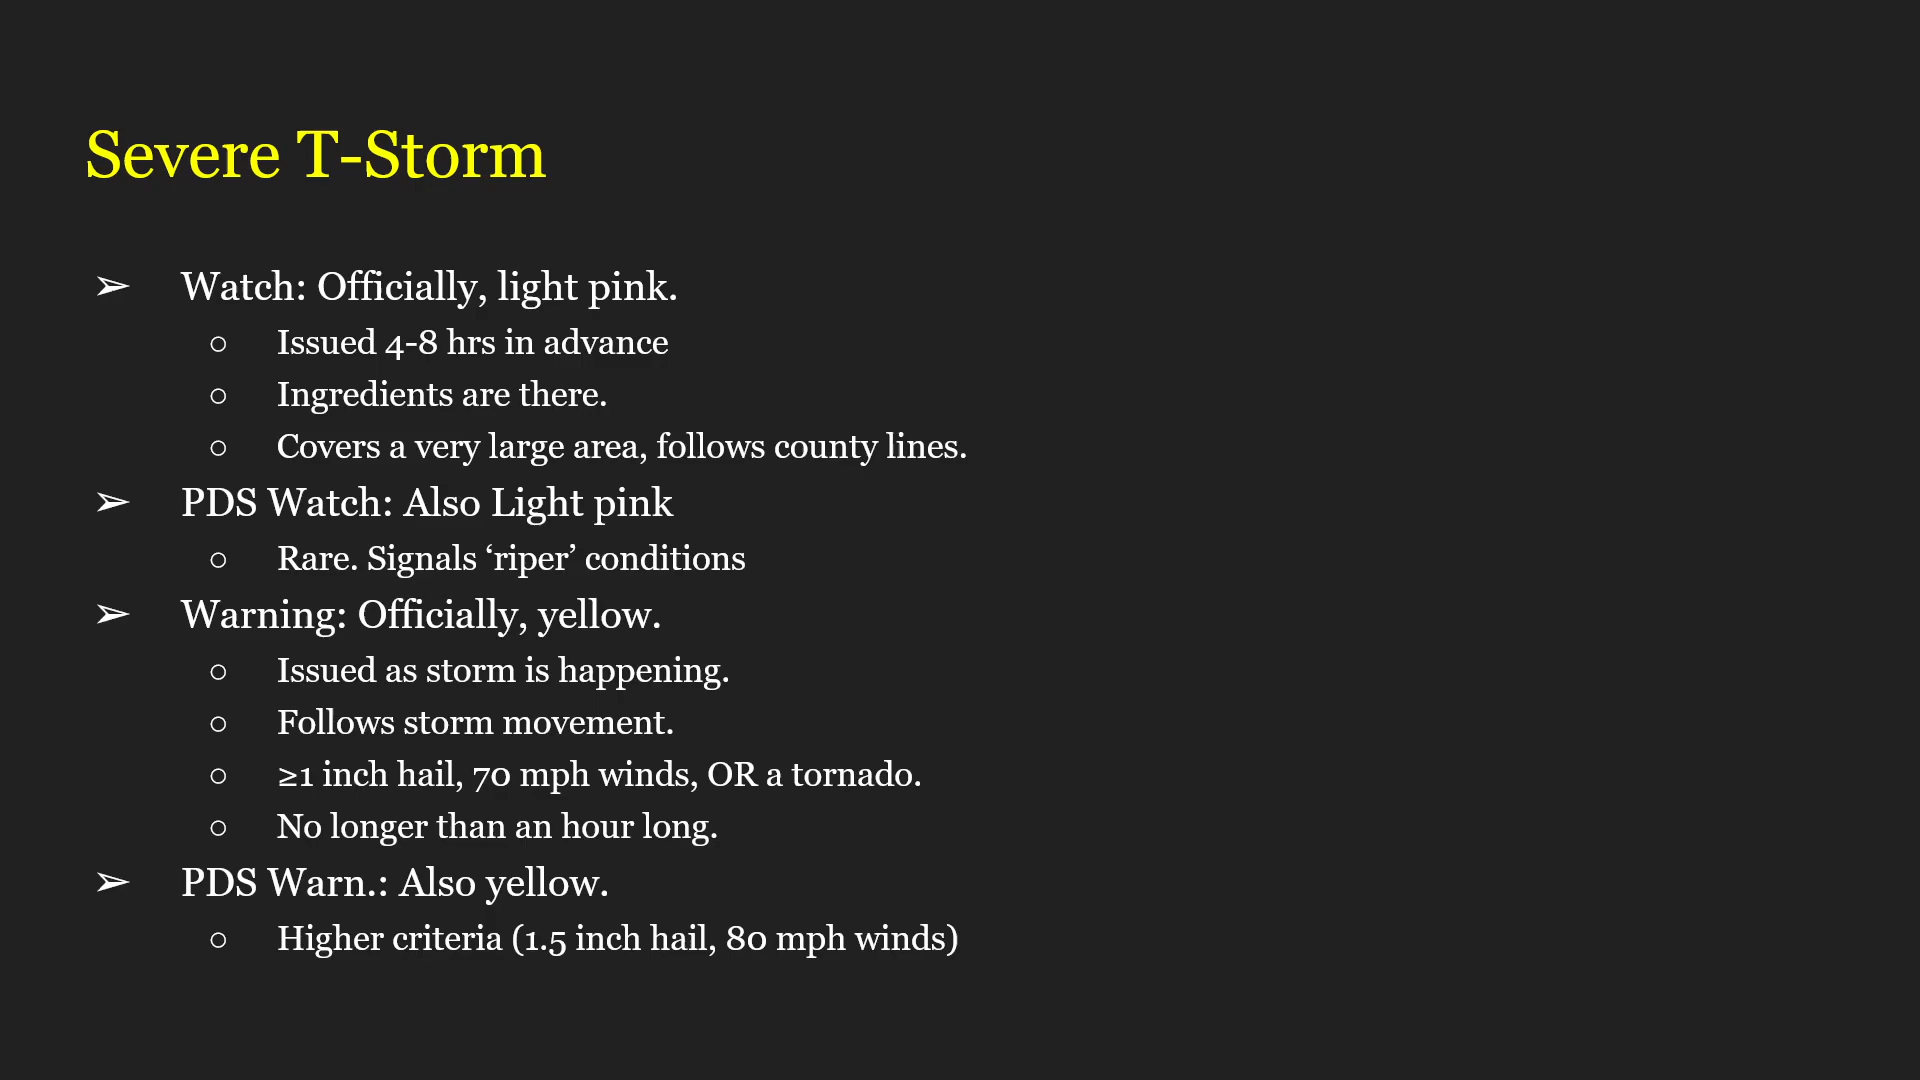 Severe T-Storm
➢ Watch: Officially, light pink.
○ Issued 4-8 hrs in advance
○ Ingredients are there.
○ Covers a very large area, follows county lines.
➢ PDS Watch: Also Light pink
○ Rare. Signals ‘riper’ conditions
➢ Warning: Officially, yellow.
○ Issued as storm is happening.
○ Follows storm movement.
○ ≥1 inch hail, 70 mph winds, OR a tornado.
○ No longer than an hour long.
➢ PDS Warn.: Also yellow.
○ Higher criteria (1.5 inch hail, 80 mph winds)